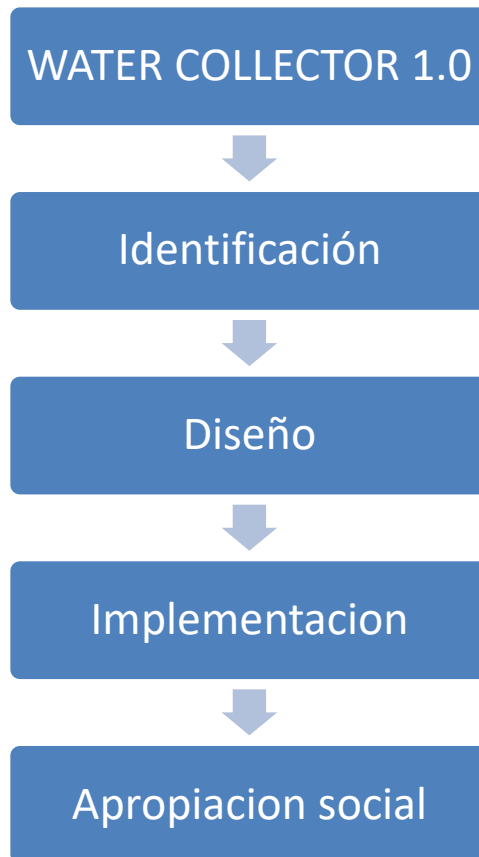 WATER COLLECTOR 1.0
Identificación
Diseño
Implementacion
Apropiacion social